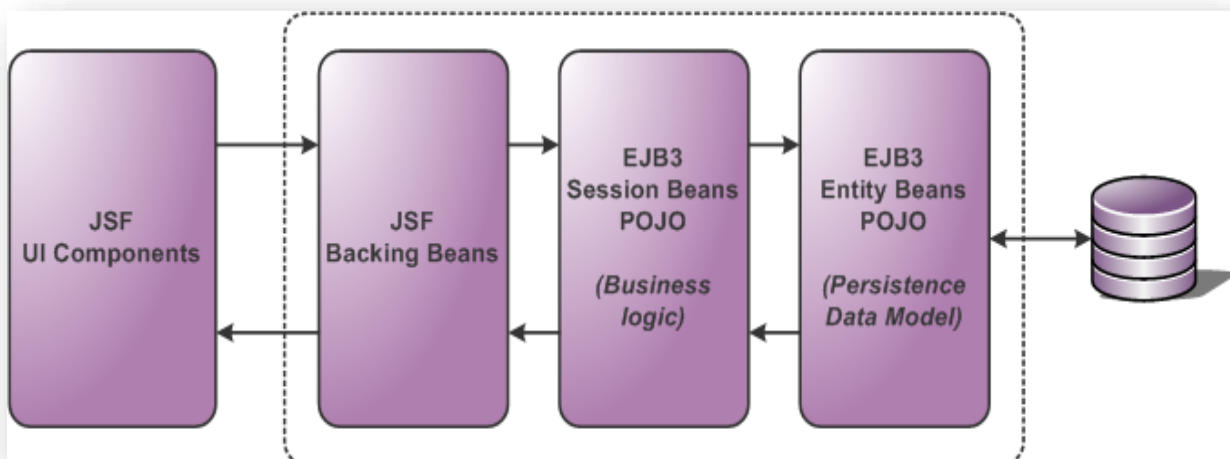 JSF
UI Components
JSF
Backing Beans
EJB3
Session Beans
POJO
(Business
logic)
EJB3
Entity Beans
POJO
(Persistence
Data Model)